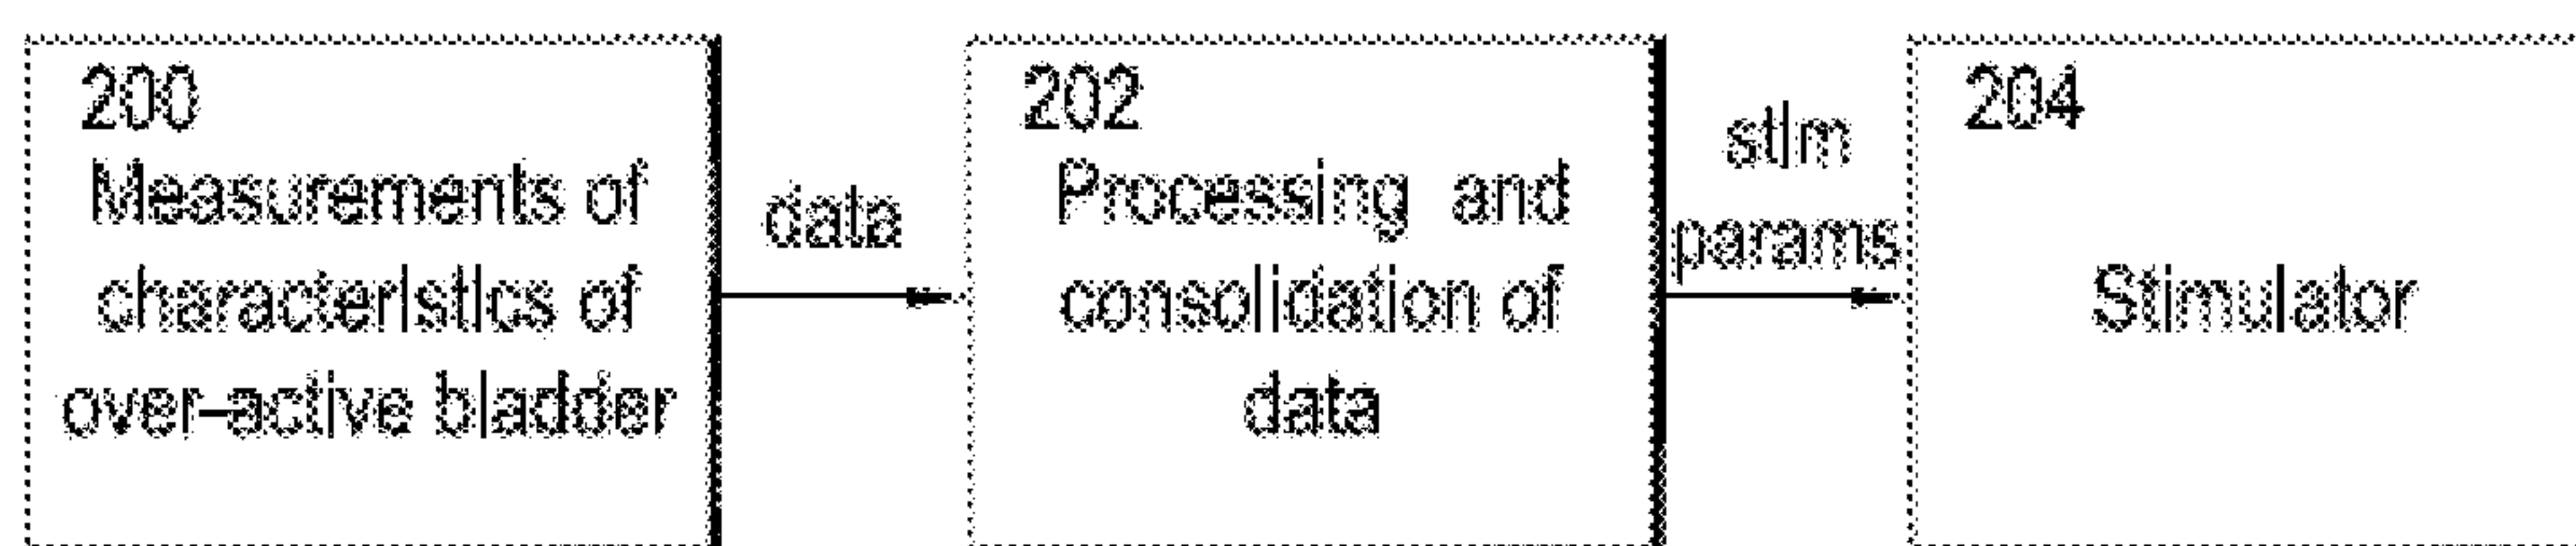 200
Measurements of
characteristics of
over-active bladder
data
202
Processing and
consolidation of
data
stim
params
204
Stimulator